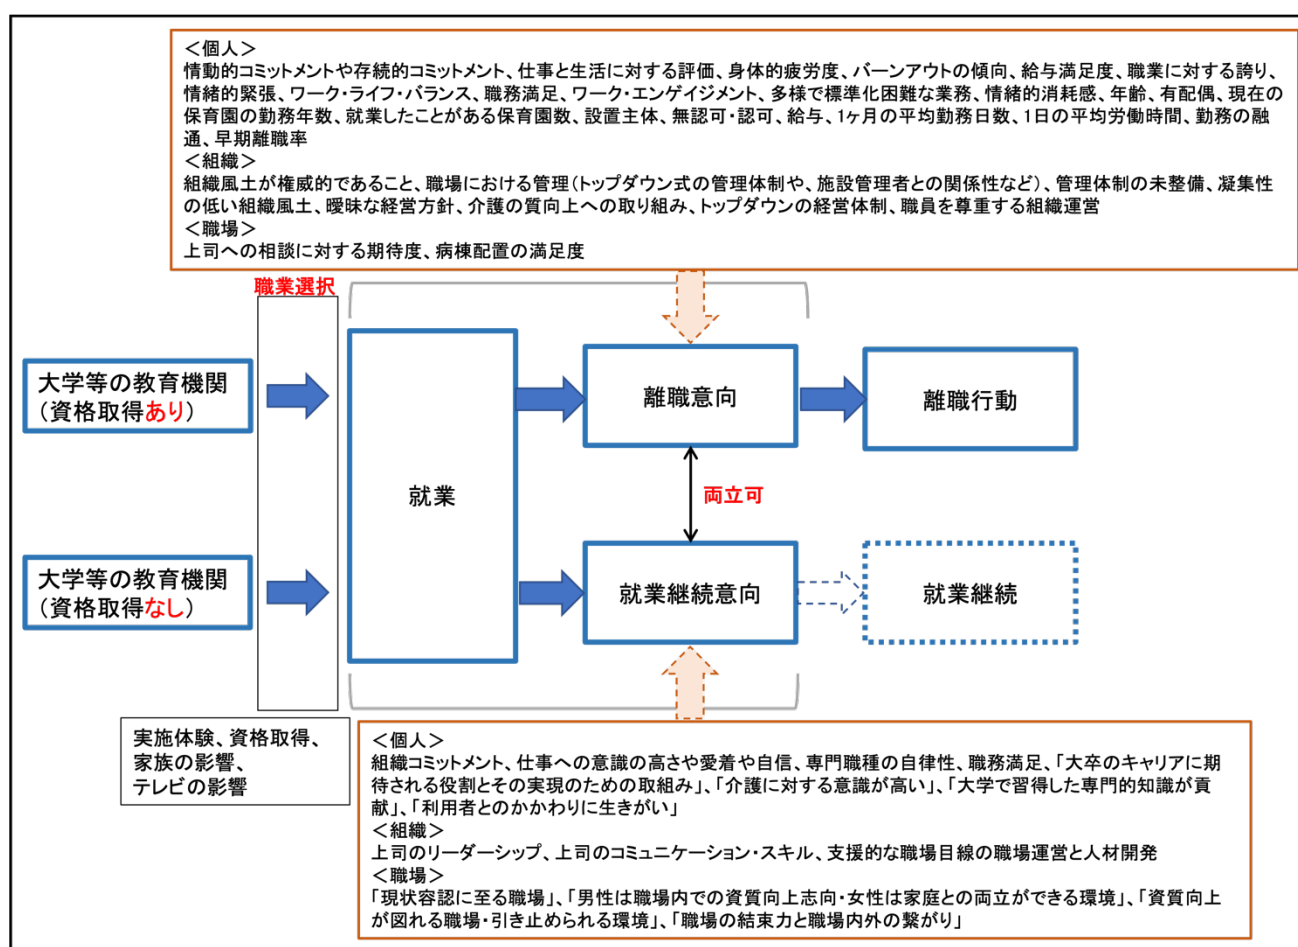 ＜個人＞
情動的コミットメントや存続的コミットメント、仕事と生活に対する評価、身体的疲労度、バーンアウトの傾向、給与満足度、職業に対する誇り、
情緒的緊張、ワーク・ライフ・バランス、職務満足、ワーク・エンゲイジメント、多様で標準化困難な業務、情緒的消耗感、年齢、有配偶、現在の
保育園の勤務年数、就業したことがある保育園数、設置主体、無認可・認可、給与、1ヶ月の平均勤務日数、1日の平均労働時間、勤務の融
通、早期離職率
＜組織＞
組織風土が権威的であること、職場における管理（トップダウン式の管理体制や、施設管理者との関係性など）、管理体制の未整備、凝集性
の低い組織風土、曖昧な経営方針、介護の質向上への取り組み、トップダウンの経営体制、職員を尊重する組織運営
＜職場＞
上司への相談に対する期待度、病棟配置の満足度
職業選択
大学等の教育機関
（資格取得あり）
就業
離職意向
離職行動
両立可
大学等の教育機関
（資格取得なし）
就業継続意向
就業継続
実施体験、資格取得、
家族の影響、
テレビの影響
＜個人＞
組織コミットメント、仕事への意識の高さや愛着や自信、専門職種の自律性、職務満足、「大卒のキャリアに期
待される役割とその実現のための取組み」、「介護に対する意識が高い」、「大学で習得した専門的知識が貢
献」、「利用者とのかかわりに生きがい」
＜組織＞
上司のリーダーシップ、上司のコミュニケーション・スキル、支援的な職場目線の職場運営と人材開発
＜職場＞
「現状容認に至る職場」、「男性は職場内での資質向上志向・女性は家庭との両立ができる環境」、「資質向上
が図れる職場・引き止められる環境」、「職場の結束力と職場内外の繋がり」